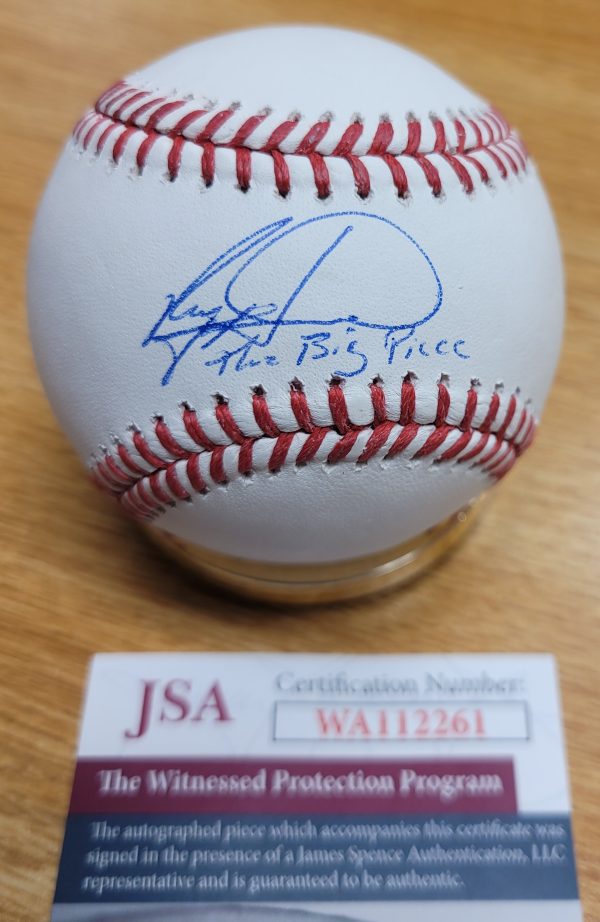 The Big Piece
JSA
Certification Number:
WA112261
The Witnessed Protection Program
The autographed piece which accompanies this certificate was
signed in the presence of a James Spence Authentication, LLC
representative and is guaranteed to be authentic.